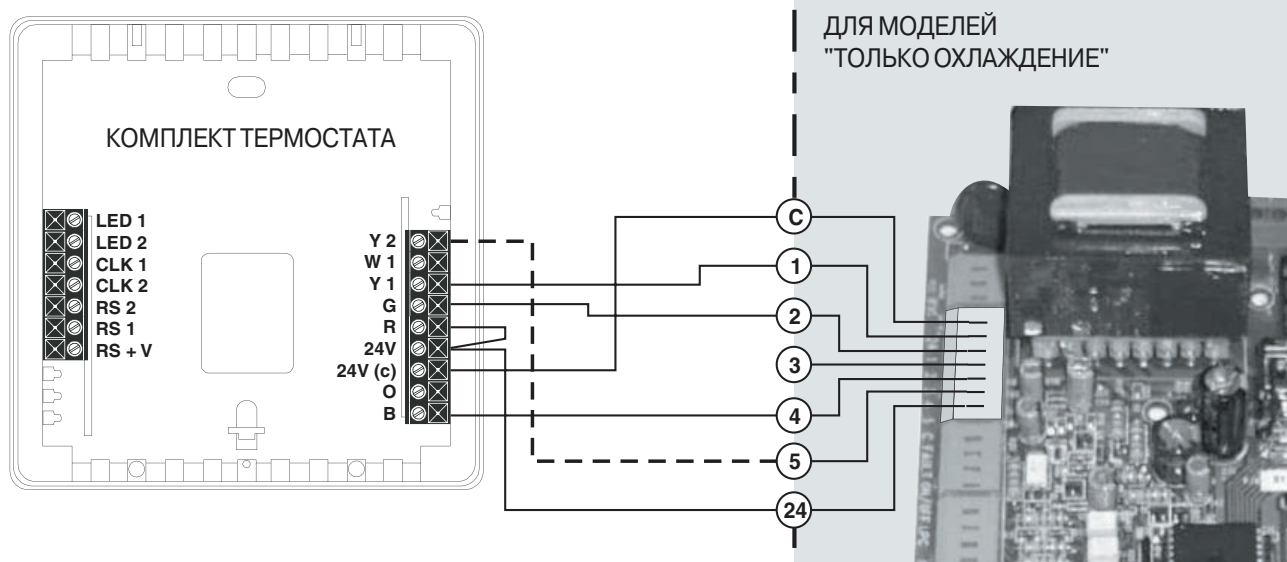 ДЛЯ МОДЕЛЕЙ
"ТОЛЬКО ОХЛАЖДЕНИЕ"
КОМПЛЕКТ ТЕРМОСТАТА
LED 1
LED 2
CLK 1
CLK 2
RS 2
RS 1
RS + V
Y 2
W 1
Y 1
G
R
24V
24V (c)
O
B
C
1
2
3
4
5
24